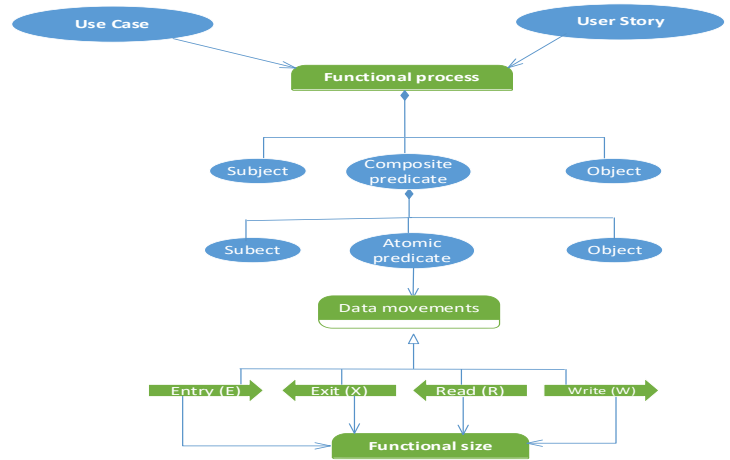 Use Case
User Story
Functional process
Subject
Composite
predicate
Object
Subect
Atomic
predicate
Object
Data movements
Entry (E)
Exit (X)
Read (R)
Write (W)
Functional size